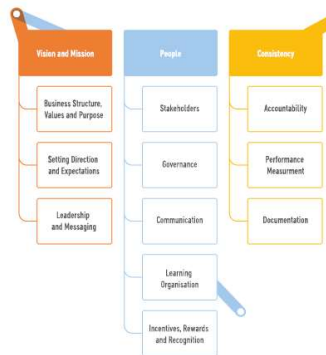 Vision and Mission
Business Structure,
Values and Purpose
Setting Direction
and Expectations
Leadership
and Messaging
People
Stakeholders
Governance
Communication
Learning
Organisation
Incentives, Rewards
and Recognition
Consistency
Accountability
Performance
Measurment
Documentation